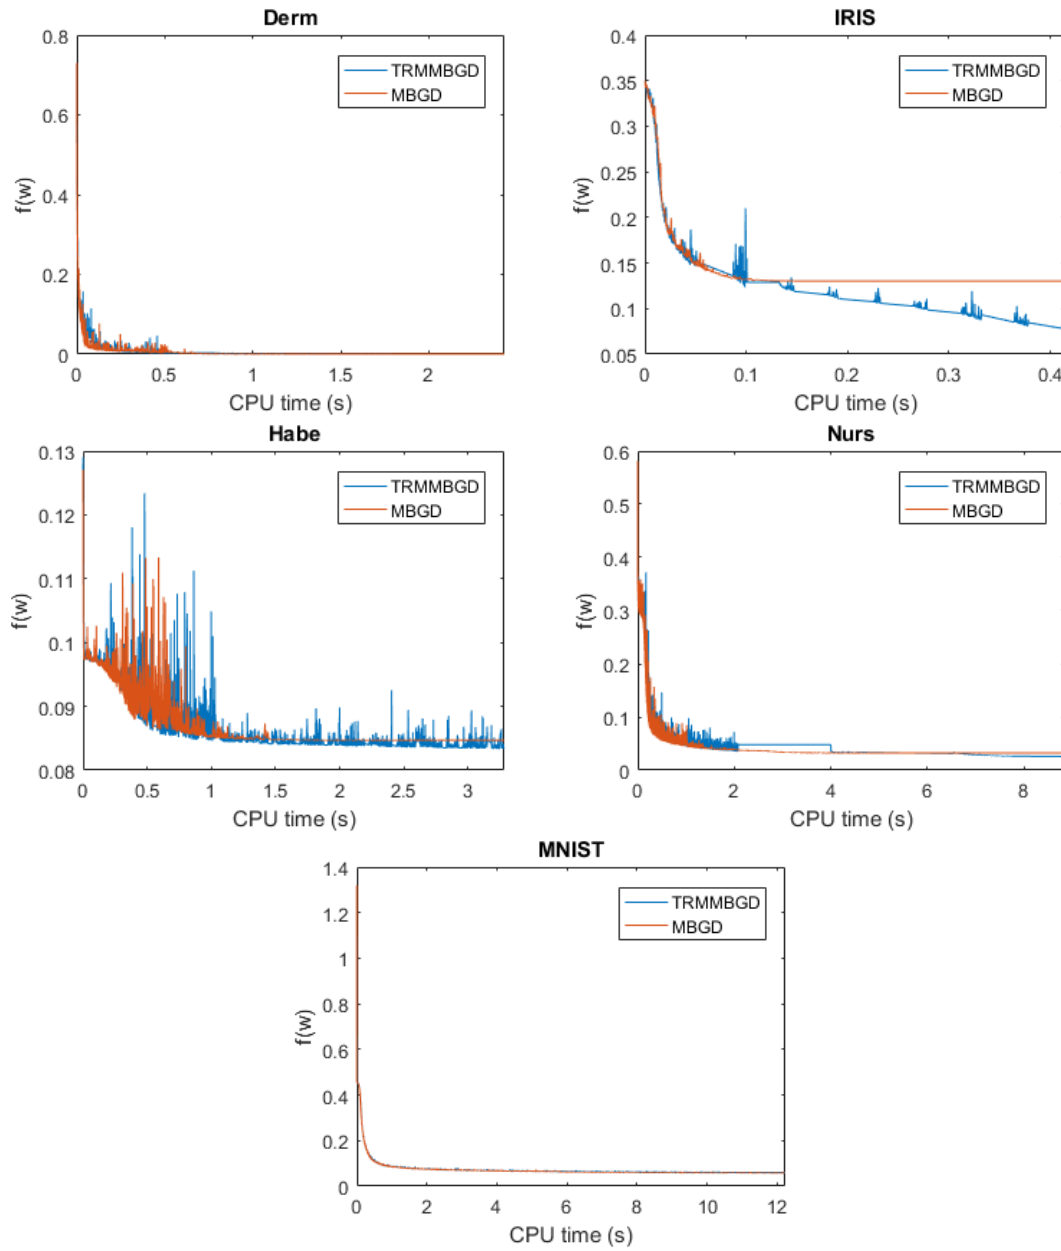 Derm
0.8
0.6
0.4
0.2
0
f(w)
TRMMBGD
MBGD
0 0.5 1 1.5 2
CPU time (s)
IRIS
0.4
0.35
0.3
0.25
0.2
0.15
0.1
0.05
f(w)
TRMMBGD
MBGD
0 0.1 0.2 0.3 0.4
CPU time (s)
Habe
0.13
0.12
0.11
0.1
0.09
0.08
f(w)
TRMMBGD
MBGD
0 0.5 1 1.5 2 2.5 3
CPU time (s)
Nurs
0.6
0.5
0.4
0.3
0.2
0.1
0
f(w)
TRMMBGD
MBGD
0 2 4 6 8
CPU time (s)
MNIST
1.4
1.2
1
0.8
0.6
0.4
0.2
0
f(w)
TRMMBGD
MBGD
0 2 4 6 8 10 12
CPU time (s)